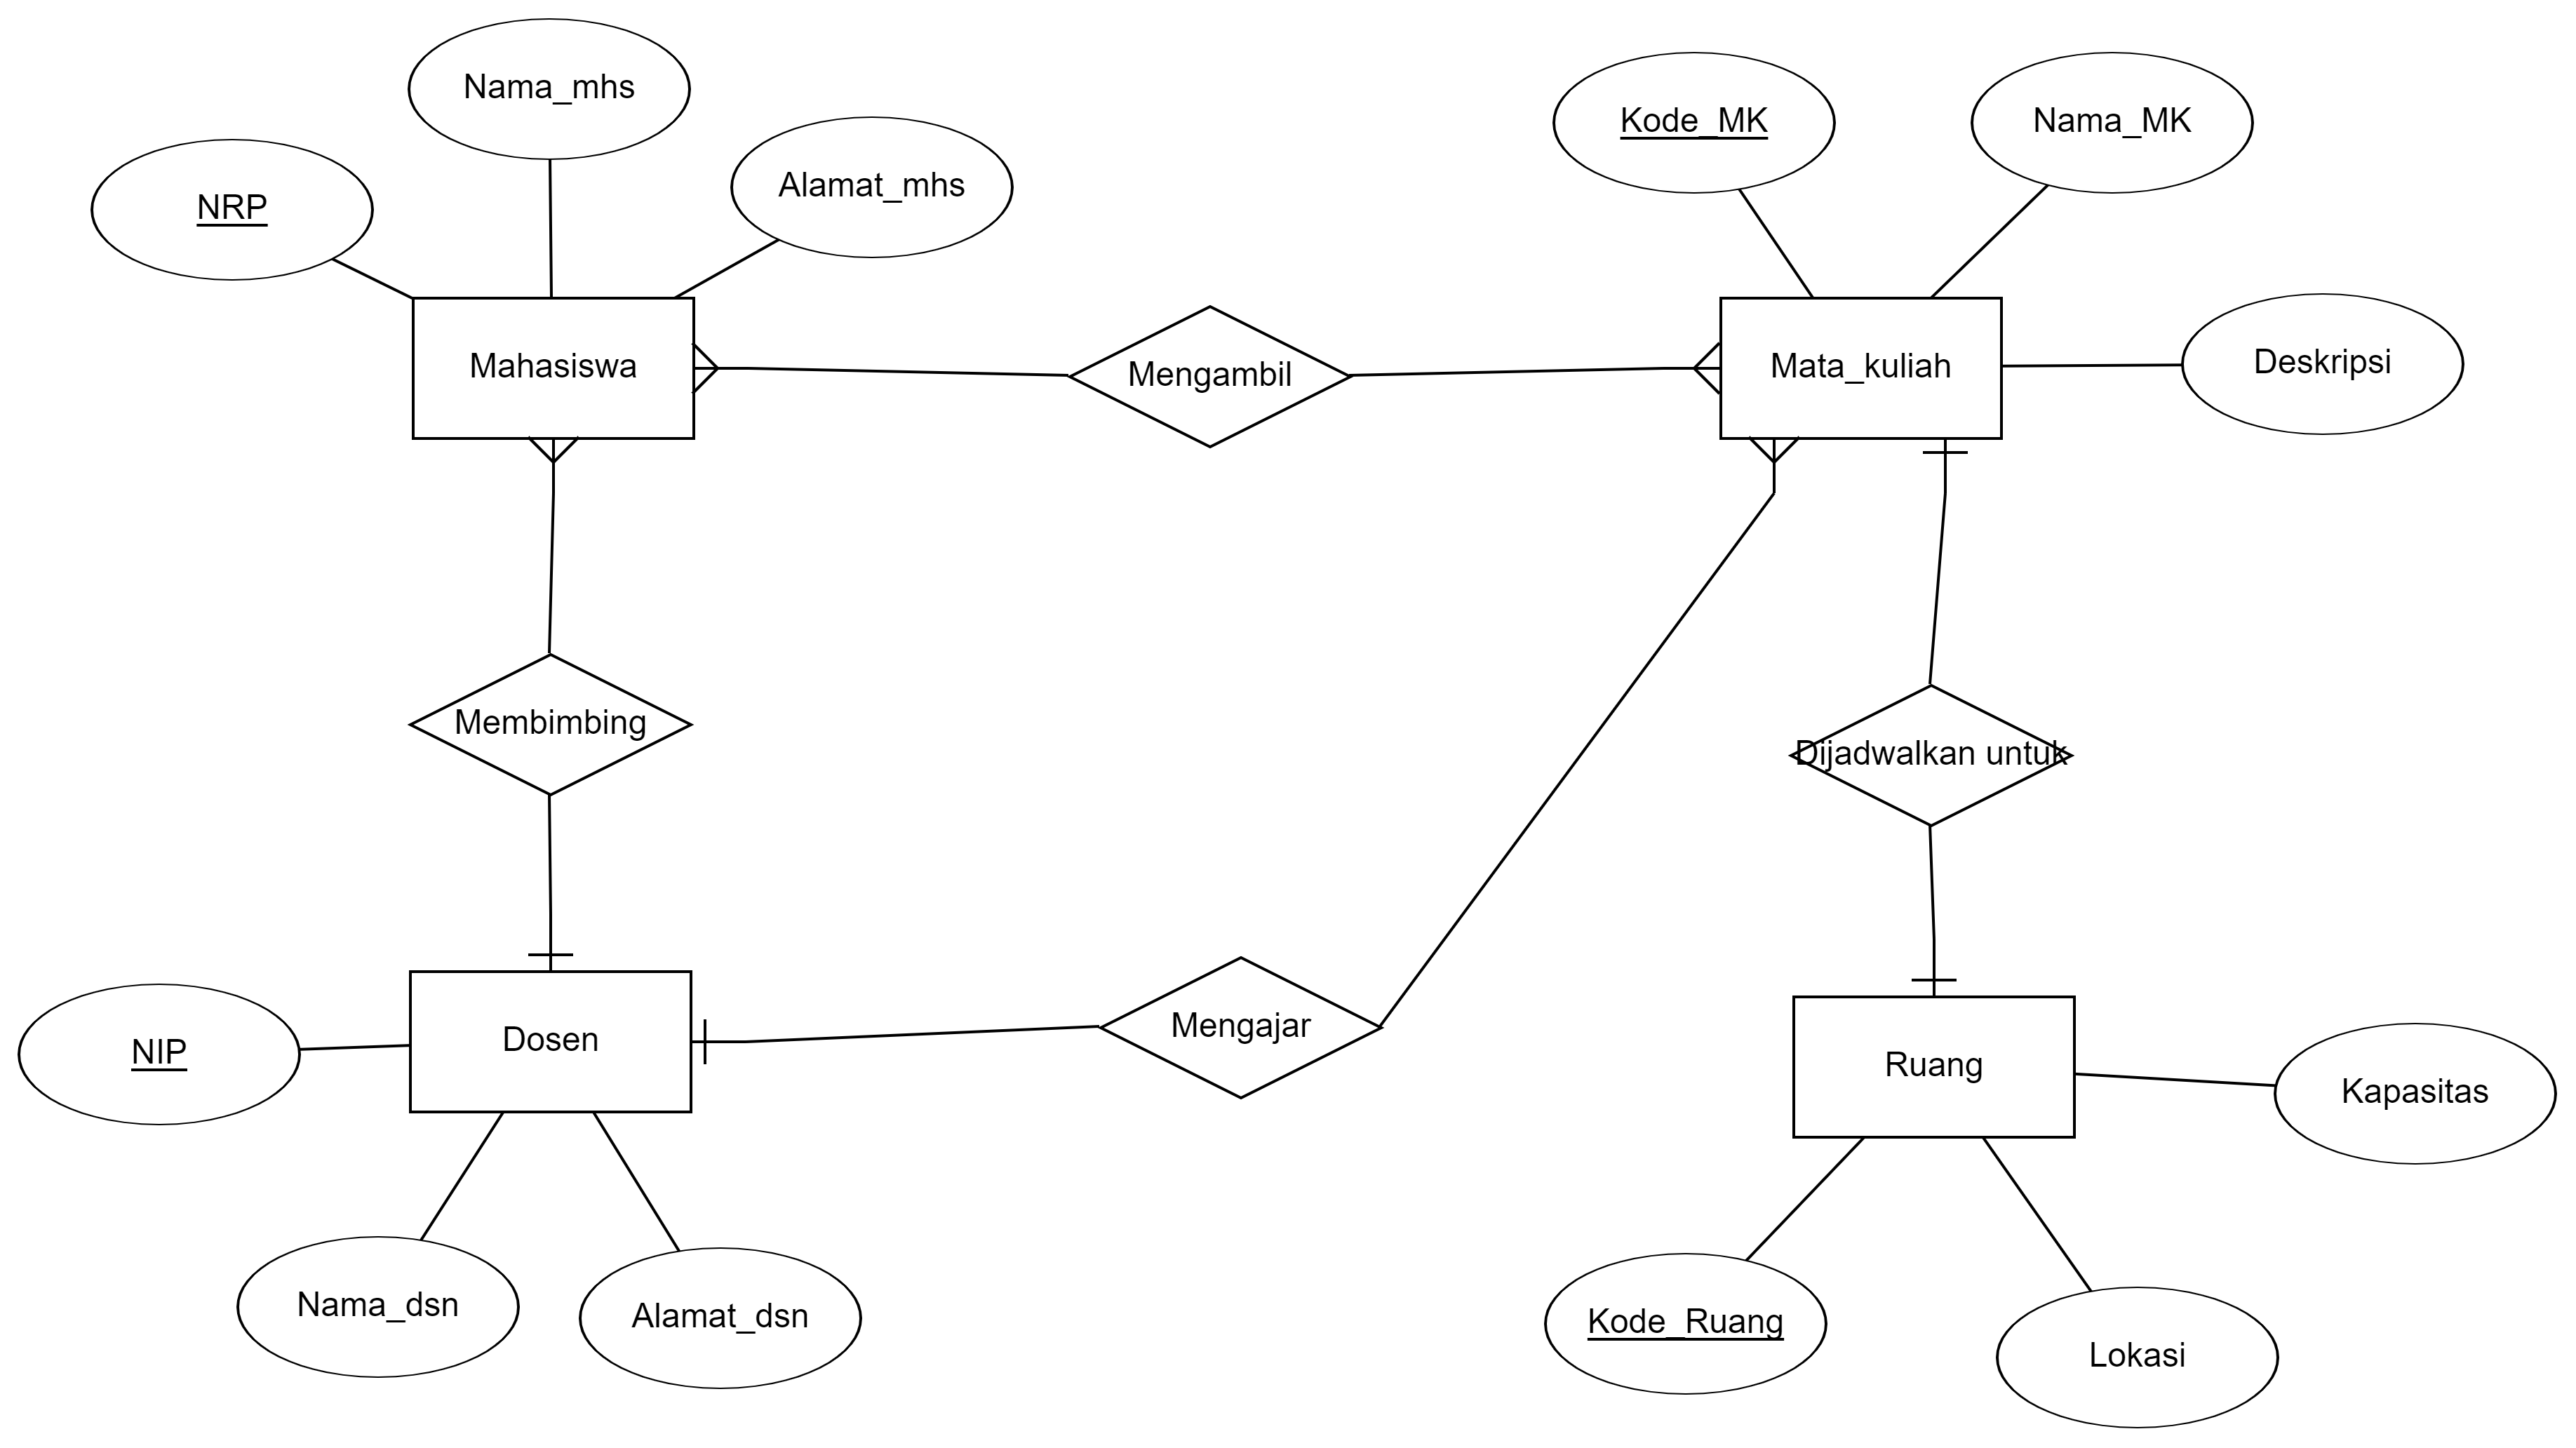 Nama_mhs
Kode_MK
Nama_MK
Alamat_mhs
NRP
Mahasiswa
Mengambil
Mata_kuliah
Deskripsi
Membimbing
Dijadwalkan untuk
NIP
Dosen
Mengajar
Ruang
Kapasitas
Nama_dsn
Alamat_dsn
Kode_Ruang
Lokasi